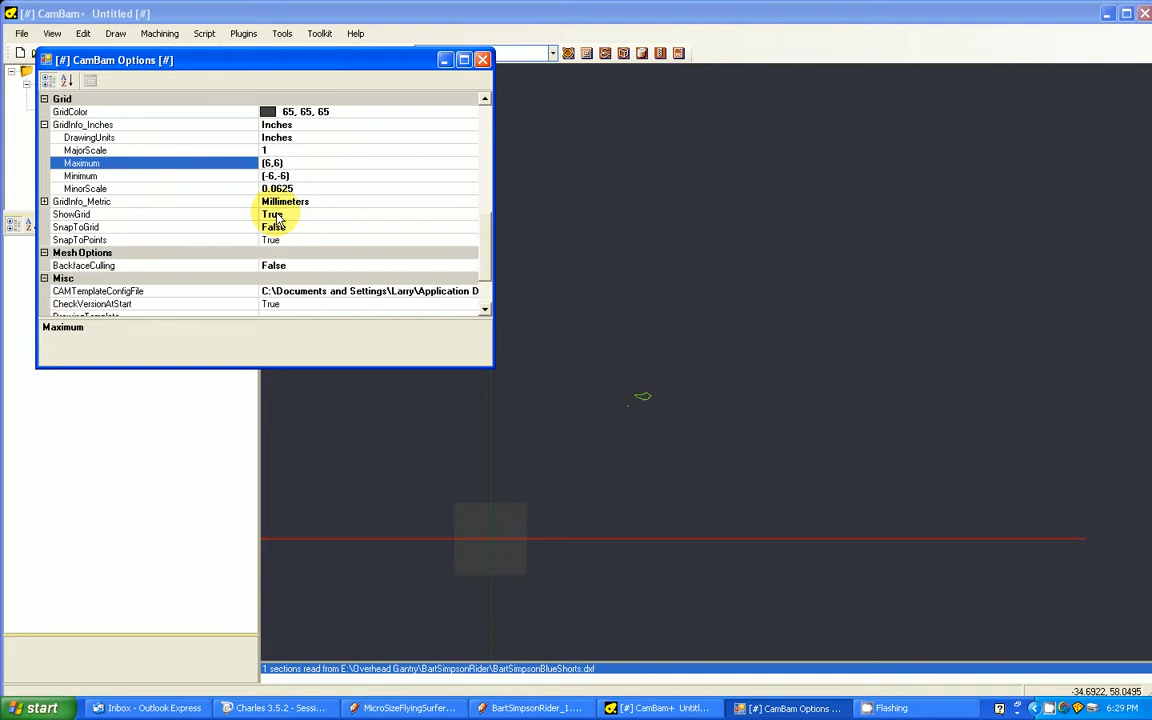 [#] CamBam+ Untitled [#]
File View Edit Draw Machining Script Plugins Tools Toolkit Help
[#] CamBam Options [#]
Grid
GridColor 65, 65, 65
GridInfo_Inches Inches
DrawingUnits Inches
MajorScale 1
Maximum (6,6)
Minimum (-6,-6)
MinorScale 0.0625
GridInfo_Metric Millimeters
ShowGrid True
SnapToGrid False
SnapToPoints True
Mesh Options
BackfaceCulling False
Misc
CAMTemplateConfigFile C:\Documents and Settings\Larry\Application D
CheckVersionAtStart True
Maximum
1 sections read from E:\Overhead Gantry\BartSimpsonRider\BartSimpsonBlueShorts.dxf
-34.6922, 58.0495
start Inbox - Outlook Express Charles 3.5.2 - Sessi... MicroSizeFlyingSurfer... BartSimpsonRider_1.... [#] CamBam+ Untitl... [#] CamBam Options ... Flashing 6:29 PM